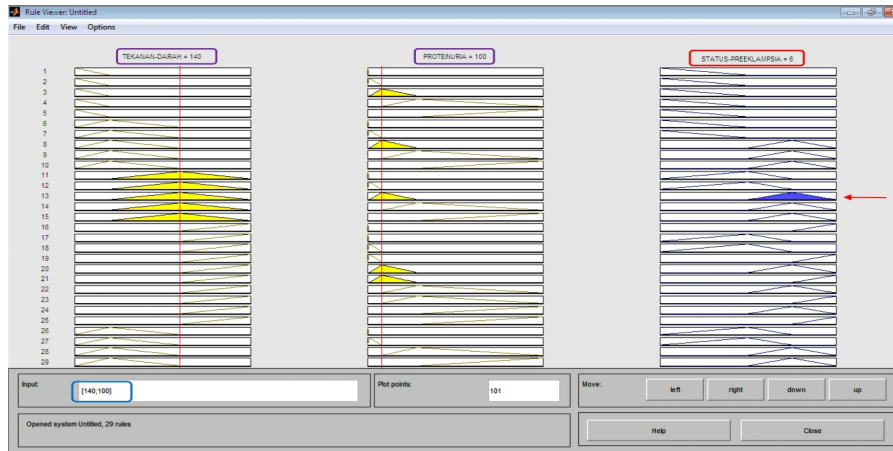 Rule Viewer: Untitled
File Edit View Options
TEKANAN-DARAH = 140
PROTEINURIA = 100
STATUS-PREEKLAMPSIA = 6
1
2
3
4
5
6
7
8
9
10
11
12
13
14
15
16
17
18
19
20
21
22
23
24
25
26
27
28
29
Input:
[140;100]
Plot points:
101
Move:
left
right
down
up
Opened system Untitled, 29 rules
Help
Close